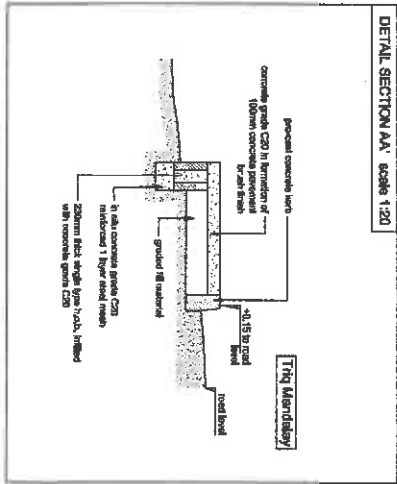 DETAIL SECTION AA' scale 1:20
precast concrete kerb
concrete grade C20 in formation of
100mm concrete pavement
brush finish
+0.15 to road
level
Triq Mandalay
road level
graded fill material
in situ concrete grade C20
reinforced 1 layer steel mesh
230mm thick single type h.c.b. infilled
with concrete grade C20